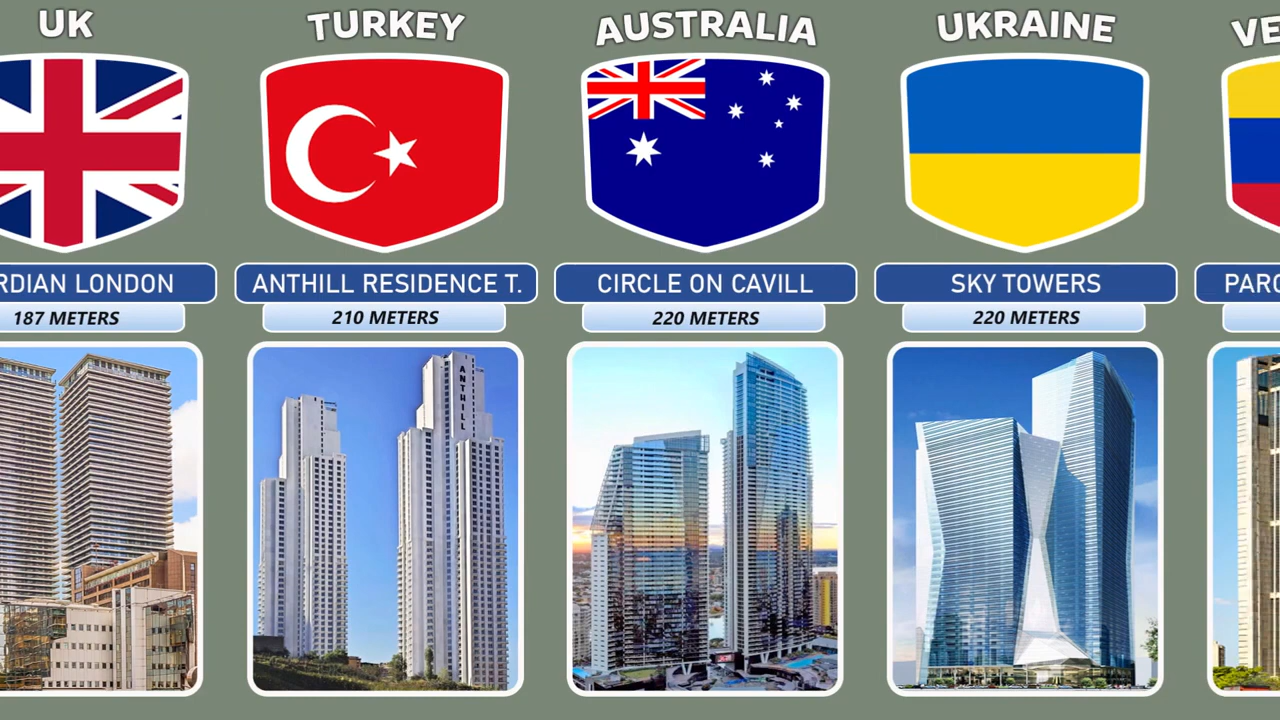 UK
TURKEY
AUSTRALIA
UKRAINE
RDIAN LONDON
ANTHILL RESIDENCE T.
CIRCLE ON CAVILL
SKY TOWERS
187 METERS
210 METERS
220 METERS
220 METERS
ANTHILL